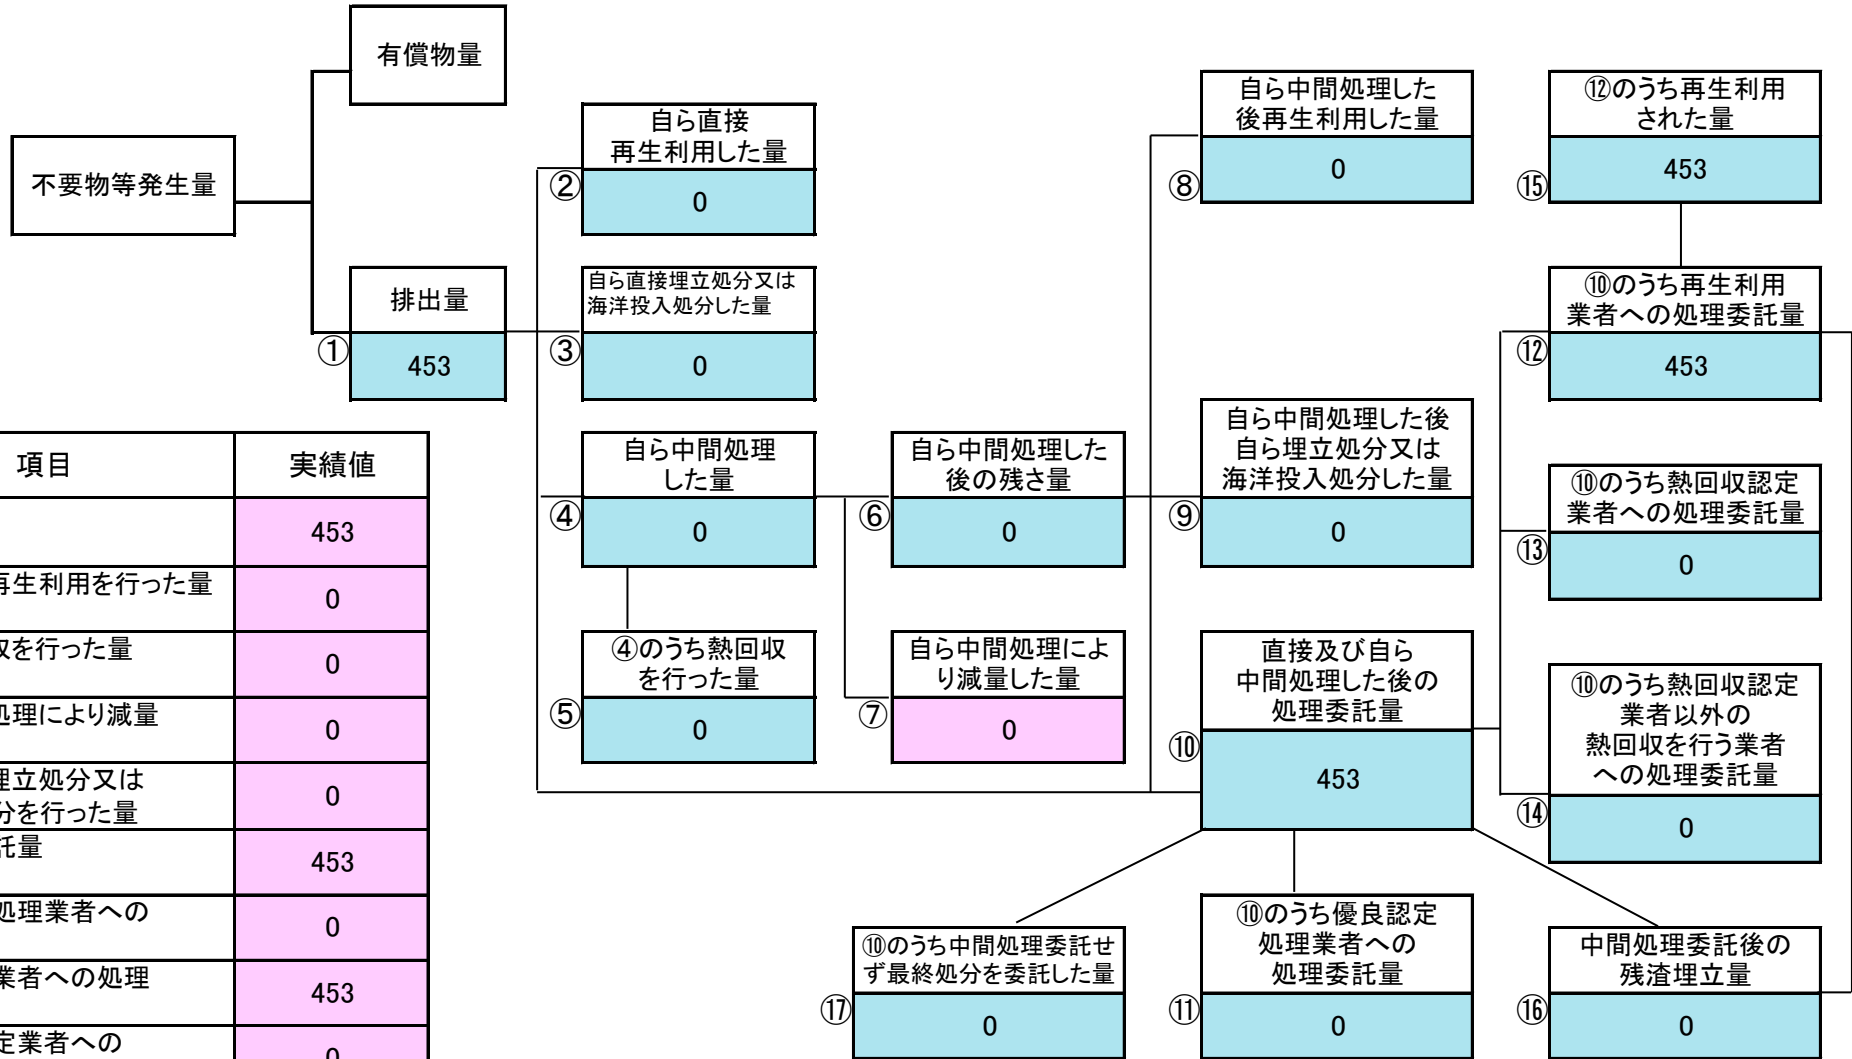 有償物量
不要物等発生量
排出量
①
453
自ら直接
再生利用した量
②
0
自ら直接埋立処分又は
海洋投入処分した量
③
0
自ら中間処理
した量
④
0
④のうち熱回収
を行った量
⑤
0
自ら中間処理した
後の残さ量
⑥
0
自ら中間処理によ
り減量した量
⑦
0
自ら中間処理した
後再生利用した量
⑧
0
自ら中間処理した後
自ら埋立処分又は
海洋投入処分した量
⑨
0
直接及び自ら
中間処理した後の
処理委託量
⑩
453
⑫のうち再生利用
された量
⑮
453
⑩のうち再生利用
業者への処理委託量
⑫
453
⑩のうち熱回収認定
業者への処理委託量
⑬
0
⑩のうち熱回収認定
業者以外の
熱回収を行う業者
への処理委託量
⑭
0
⑩のうち中間処理委託せ
ず最終処分を委託した量
⑰
0
⑩のうち優良認定
処理業者への
処理委託量
⑪
0
中間処理委託後の
残渣埋立量
⑯
0
項目
実績値
453
再生利用を行った量
0
を行った量
0
処理により減量
0
埋立処分又は
分を行った量
0
託量
453
処理業者への
0
業者への処理
453
定業者への
0